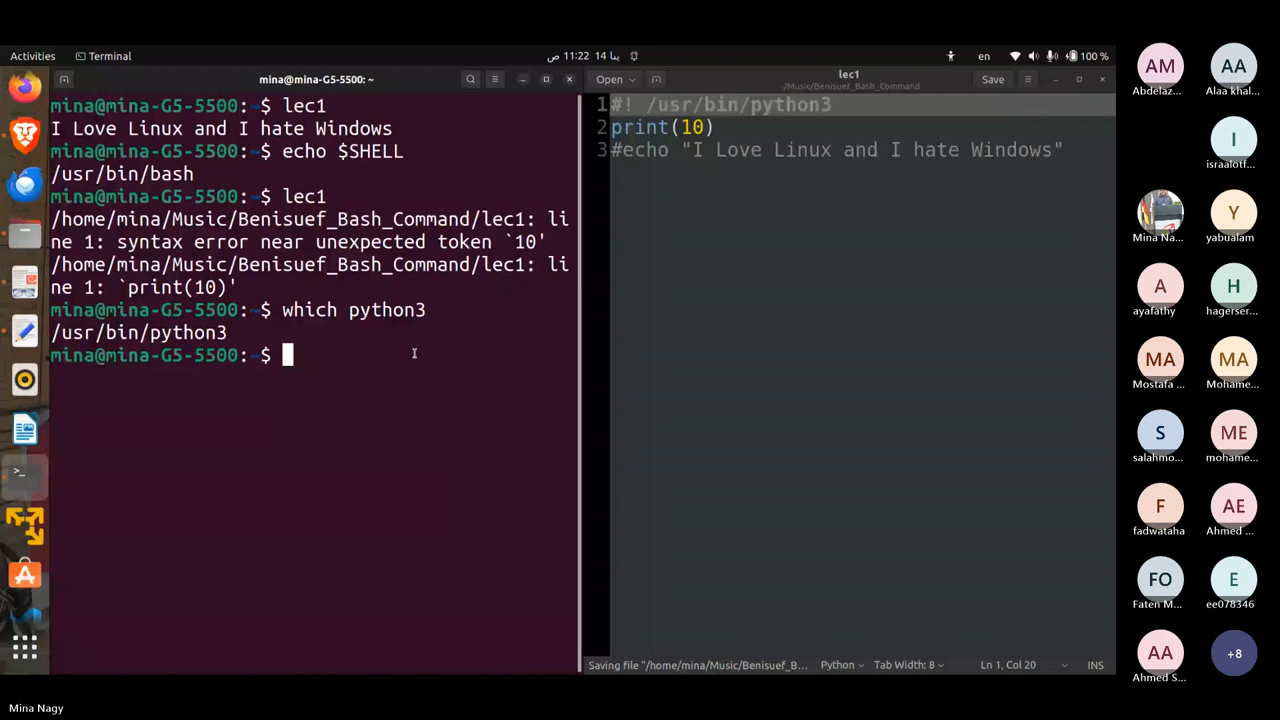 Activities
Terminal
ص 11:22 14 ينا
en
100 %
mina@mina-G5-5500: ~
mina@mina-G5-5500:~$ lec1
I Love Linux and I hate Windows
mina@mina-G5-5500:~$ echo $SHELL
/usr/bin/bash
mina@mina-G5-5500:~$ lec1
/home/mina/Music/Benisuef_Bash_Command/lec1: li
ne 1: syntax error near unexpected token `10'
/home/mina/Music/Benisuef_Bash_Command/lec1: li
ne 1: `print(10)'
mina@mina-G5-5500:~$ which python3
/usr/bin/python3
mina@mina-G5-5500:~$
Open
lec1
~/Music/Benisuef_Bash_Command
Save
1 #! /usr/bin/python3
2 print(10)
3 #echo "I Love Linux and I hate Windows"
Saving file "/home/mina/Music/Benisuef_B...
Python
Tab Width: 8
Ln 1, Col 20
INS
AM
Abdelaz...
AA
Alaa khal...
I
israalotf...
Mina Na...
Y
yabualam
A
ayafathy
H
hagerser...
MA
Mostafa ...
MA
Mohame...
S
salahmo...
ME
mohame...
F
fadwataha
AE
Ahmed ...
FO
Faten M...
E
ee078346
AA
Ahmed S...
+8
Mina Nagy